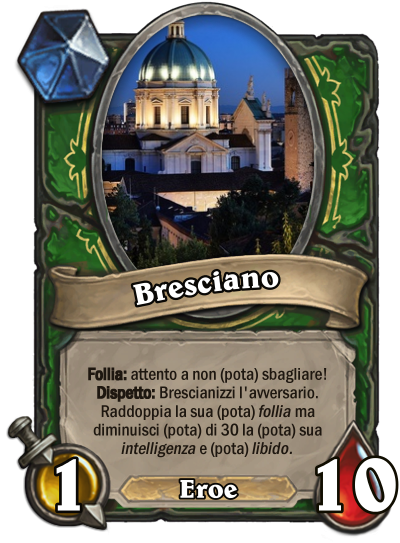 Bresciano
Follia: attento a non (pota) sbagliare!
Dispetto: Brescianizzi l'avversario.
Raddoppia la sua (pota) follia ma
diminuisci (pota) di 30 la (pota) sua
intelligenza e (pota) libido.
1
Eroe
10